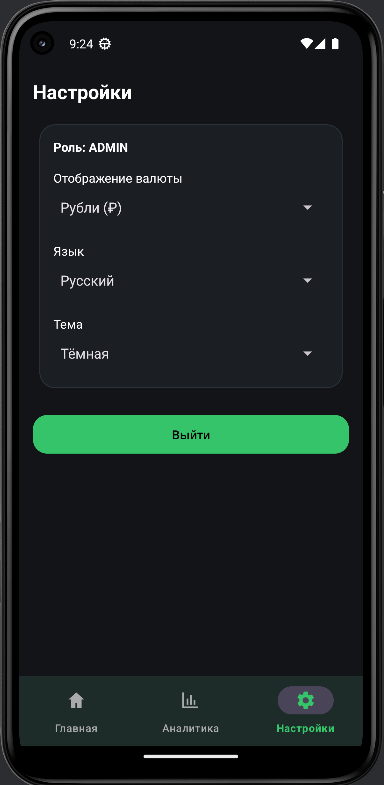 9:24
Настройки
Роль: ADMIN
Отображение валюты
Рубли (₽)
Язык
Русский
Тема
Тёмная
Выйти
Главная
Аналитика
Настройки